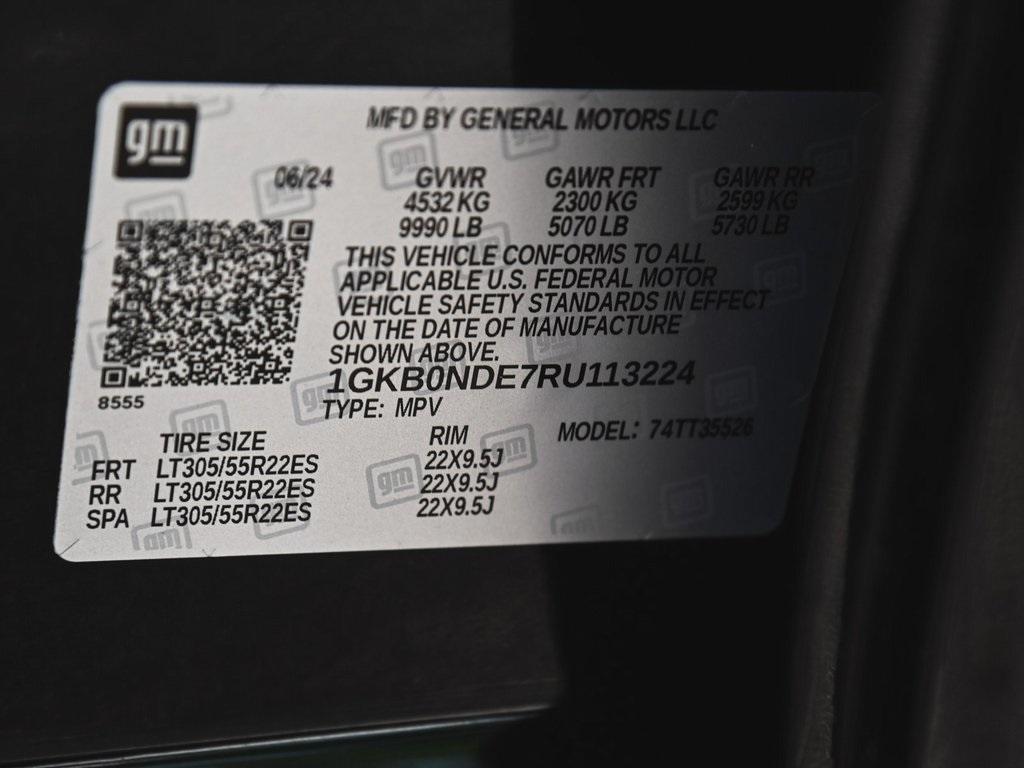 gm
MFD BY GENERAL MOTORS LLC
06/24 GVWR GAWR FRT GAWR RR
4532 KG 2300 KG 2599 KG
9990 LB 5070 LB 5730 LB
THIS VEHICLE CONFORMS TO ALL
APPLICABLE U.S. FEDERAL MOTOR
VEHICLE SAFETY STANDARDS IN EFFECT
ON THE DATE OF MANUFACTURE
SHOWN ABOVE.
1GKB0NDE7RU113224
8555
TYPE: MPV
TIRE SIZE RIM MODEL: 74TT35526
FRT LT305/55R22ES 22X9.5J
RR LT305/55R22ES 22X9.5J
SPA LT305/55R22ES 22X9.5J